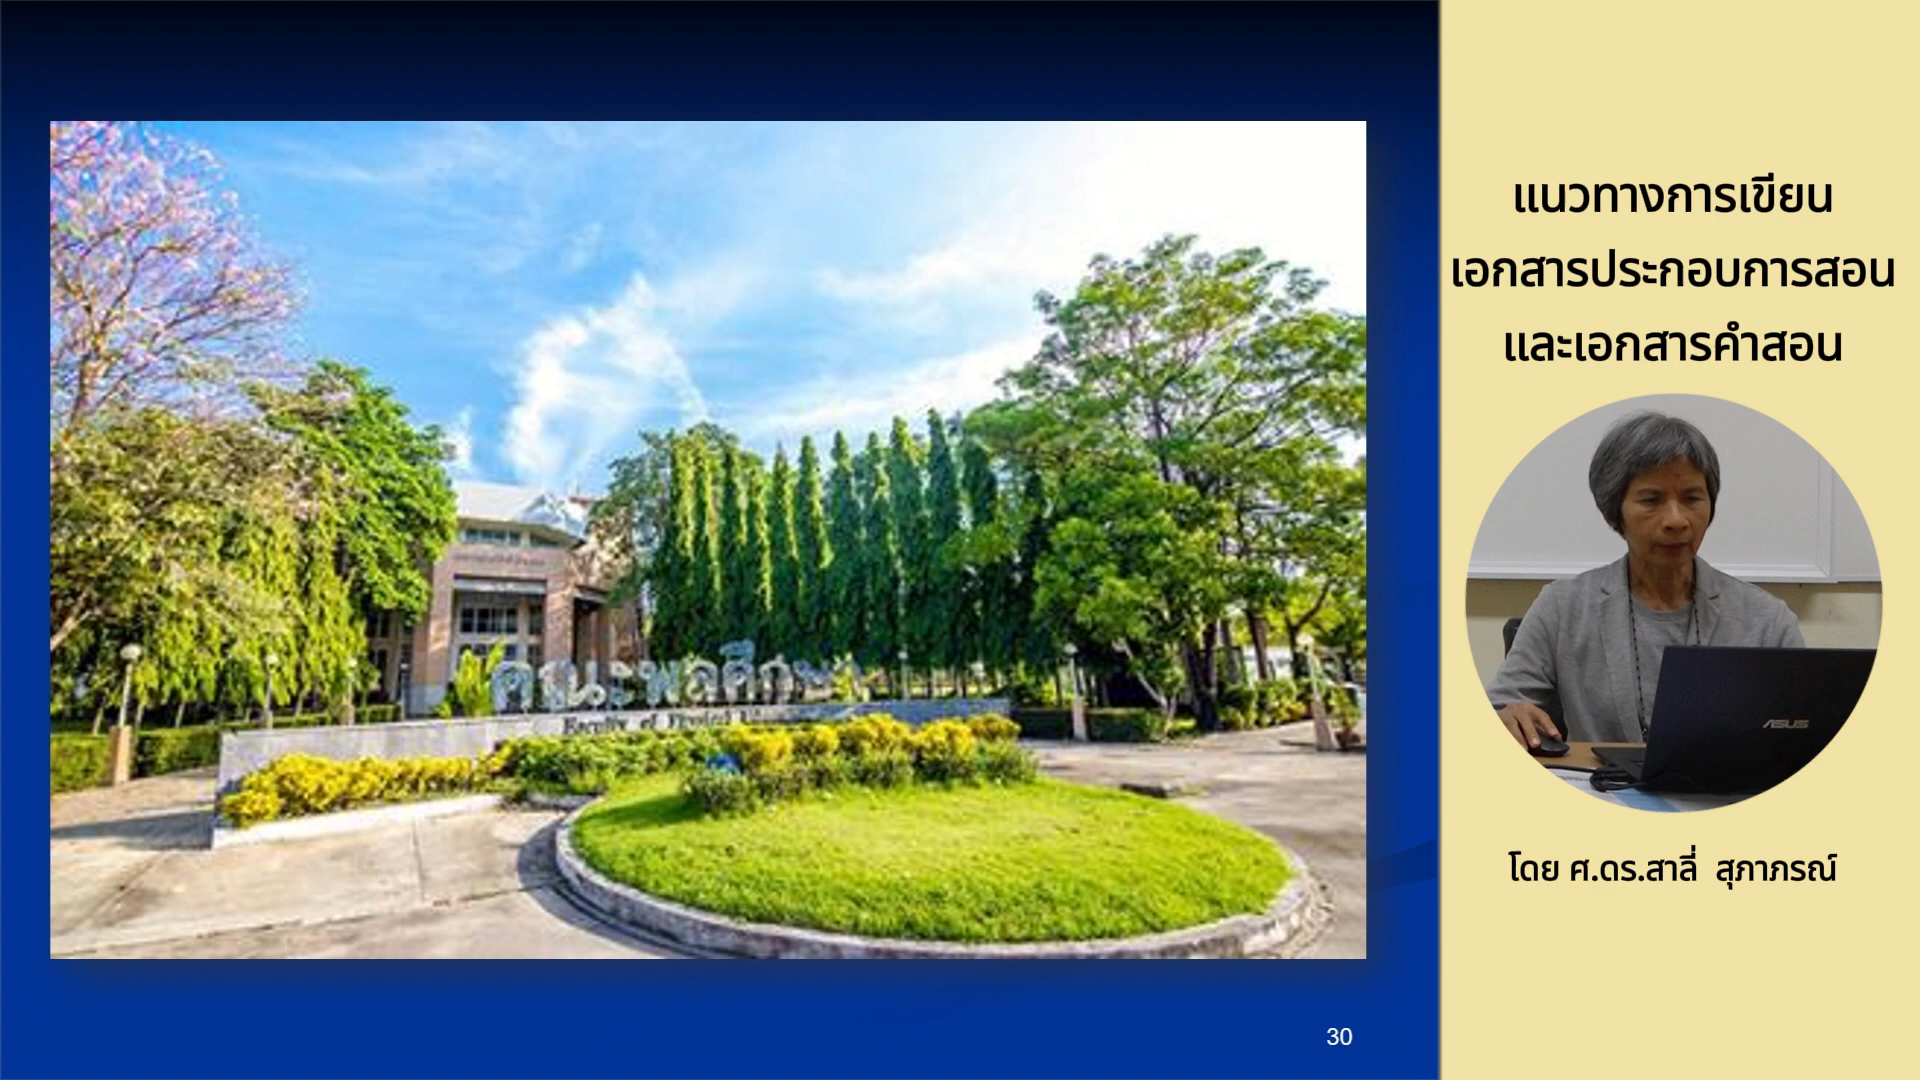 คณะพลศึกษา
Faculty of Physical
แนวทางการเขียน
เอกสารประกอบการสอน
และเอกสารคำสอน
ASUS
โดย ศ.ดร.สาลี่ สุภาภรณ์
30